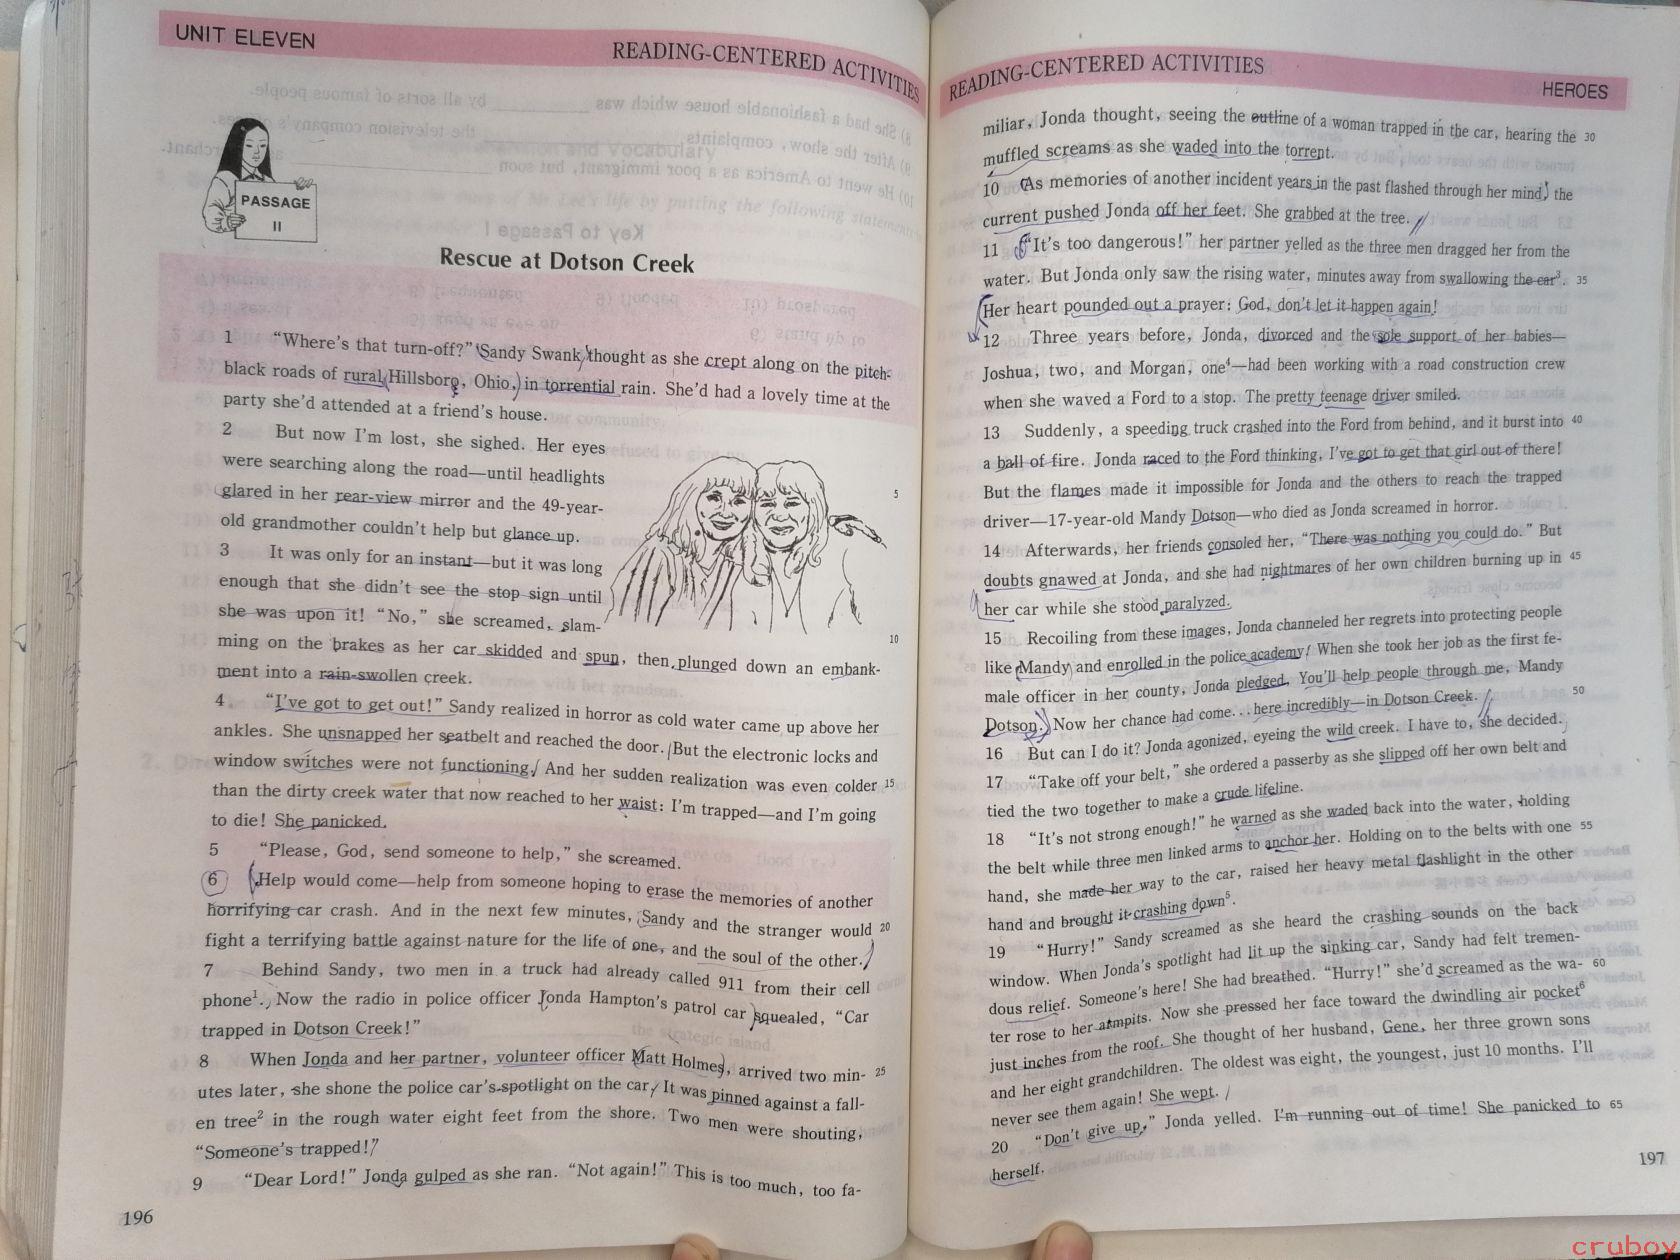 UNIT ELEVEN
READING-CENTERED ACTIVITIES
PASSAGE
II
Rescue at Dotson Creek
1 "Where's that turn-off?" Sandy Swank thought as she crept along on the pitch-
black roads of rural Hillsboro, Ohio, in torrential rain. She'd had a lovely time at the
party she'd attended at a friend's house.
2 But now I'm lost, she sighed. Her eyes
were searching along the road—until headlights
glared in her rear-view mirror and the 49-year-
old grandmother couldn't help but glance up.
3 It was only for an instant—but it was long
enough that she didn't see the stop sign until
she was upon it! "No," she screamed, slam-
ming on the brakes as her car skidded and spun, then plunged down an embank-
ment into a rain-swollen creek.
4 "I've got to get out!" Sandy realized in horror as cold water came up above her
ankles. She unsnapped her seatbelt and reached the door. But the electronic locks and
window switches were not functioning. And her sudden realization was even colder
than the dirty creek water that now reached to her waist: I'm trapped—and I'm going
to die! She panicked.
5 "Please, God, send someone to help," she screamed.
6 Help would come—help from someone hoping to erase the memories of another
horrifying car crash. And in the next few minutes, Sandy and the stranger would
fight a terrifying battle against nature for the life of one, and the soul of the other.
7 Behind Sandy, two men in a truck had already called 911 from their cell
phone1. Now the radio in police officer Jonda Hampton's patrol car squealed, "Car
trapped in Dotson Creek!"
8 When Jonda and her partner, volunteer officer Matt Holmes, arrived two min-
utes later, she shone the police car's spotlight on the car. It was pinned against a fall-
en tree2 in the rough water eight feet from the shore. Two men were shouting,
"Someone's trapped!"
9 "Dear Lord!" Jonda gulped as she ran. "Not again!" This is too much, too fa-
5
10
15
20
25
196
READING-CENTERED ACTIVITIES
HEROES
miliar, Jonda thought, seeing the outline of a woman trapped in the car, hearing the 30
muffled screams as she waded into the torrent.
10 As memories of another incident years in the past flashed through her mind, the
current pushed Jonda off her feet. She grabbed at the tree.
11 "It's too dangerous!" her partner yelled as the three men dragged her from the
water. But Jonda only saw the rising water, minutes away from swallowing the car3. 35
Her heart pounded out a prayer: God, don't let it happen again!
12 Three years before, Jonda, divorced and the sole support of her babies—
Joshua, two, and Morgan, one4—had been working with a road construction crew
when she waved a Ford to a stop. The pretty teenage driver smiled.
13 Suddenly, a speeding truck crashed into the Ford from behind, and it burst into 40
a ball of fire. Jonda raced to the Ford thinking, I've got to get that girl out of there!
But the flames made it impossible for Jonda and the others to reach the trapped
driver—17-year-old Mandy Dotson—who died as Jonda screamed in horror.
14 Afterwards, her friends consoled her, "There was nothing you could do." But
doubts gnawed at Jonda, and she had nightmares of her own children burning up in 45
her car while she stood paralyzed.
15 Recoiling from these images, Jonda channeled her regrets into protecting people
like Mandy and enrolled in the police academy. When she took her job as the first fe-
male officer in her county, Jonda pledged, You'll help people through me, Mandy
Dotson. Now her chance had come...here incredibly—in Dotson Creek. 50
16 But can I do it? Jonda agonized, eyeing the wild creek. I have to, she decided.
17 "Take off your belt," she ordered a passerby as she slipped off her own belt and
tied the two together to make a crude lifeline.
18 "It's not strong enough!" he warned as she waded back into the water, holding
the belt while three men linked arms to anchor her. Holding on to the belts with one 55
hand, she made her way to the car, raised her heavy metal flashlight in the other
hand and brought it crashing down5.
19 "Hurry!" Sandy screamed as she heard the crashing sounds on the back
window. When Jonda's spotlight had lit up the sinking car, Sandy had felt tremen-
dous relief. Someone's here! She had breathed. "Hurry!" she'd screamed as the wa- 60
ter rose to her armpits. Now she pressed her face toward the dwindling air pocket6
just inches from the roof. She thought of her husband, Gene, her three grown sons
and her eight grandchildren. The oldest was eight, the youngest, just 10 months. I'll
never see them again! She wept.
20 "Don't give up," Jonda yelled. I'm running out of time! She panicked to 65
herself.
197
cruboy